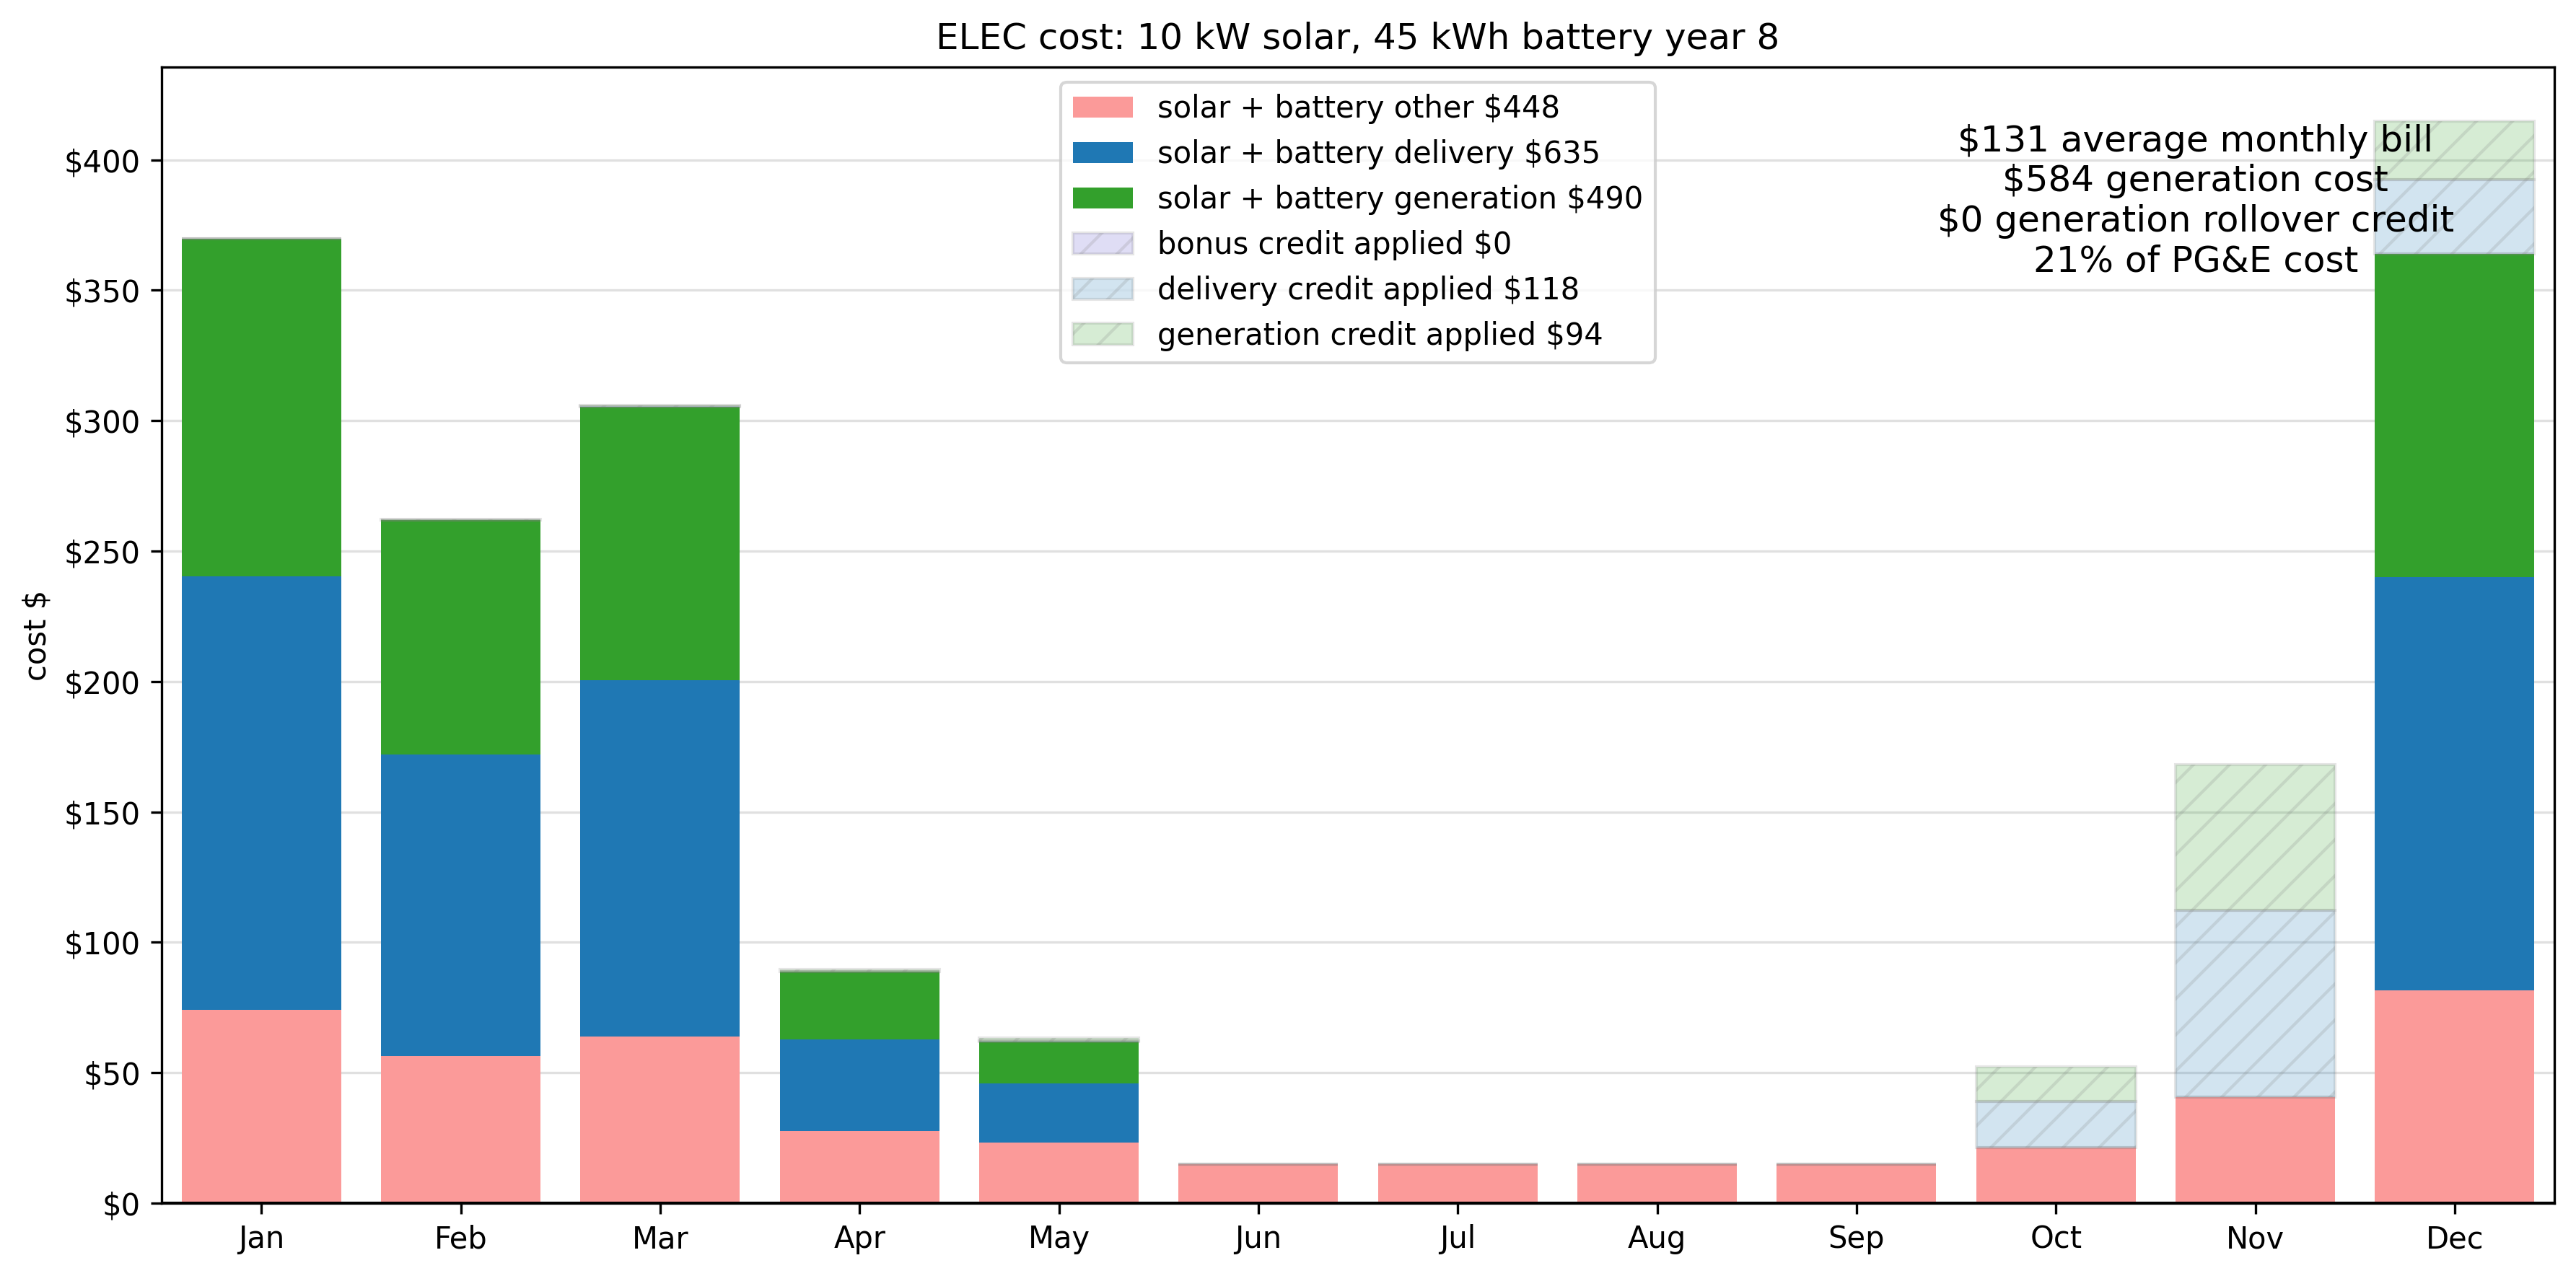 ELEC cost: 10 kW solar, 45 kWh battery year 8
solar + battery other $448
solar + battery delivery $635
solar + battery generation $490
bonus credit applied $0
delivery credit applied $118
generation credit applied $94
$131 average monthly bill
$584 generation cost
$0 generation rollover credit
21% of PG&E cost
cost $
$400
$350
$300
$250
$200
$150
$100
$50
$0
Jan Feb Mar Apr May Jun Jul Aug Sep Oct Nov Dec